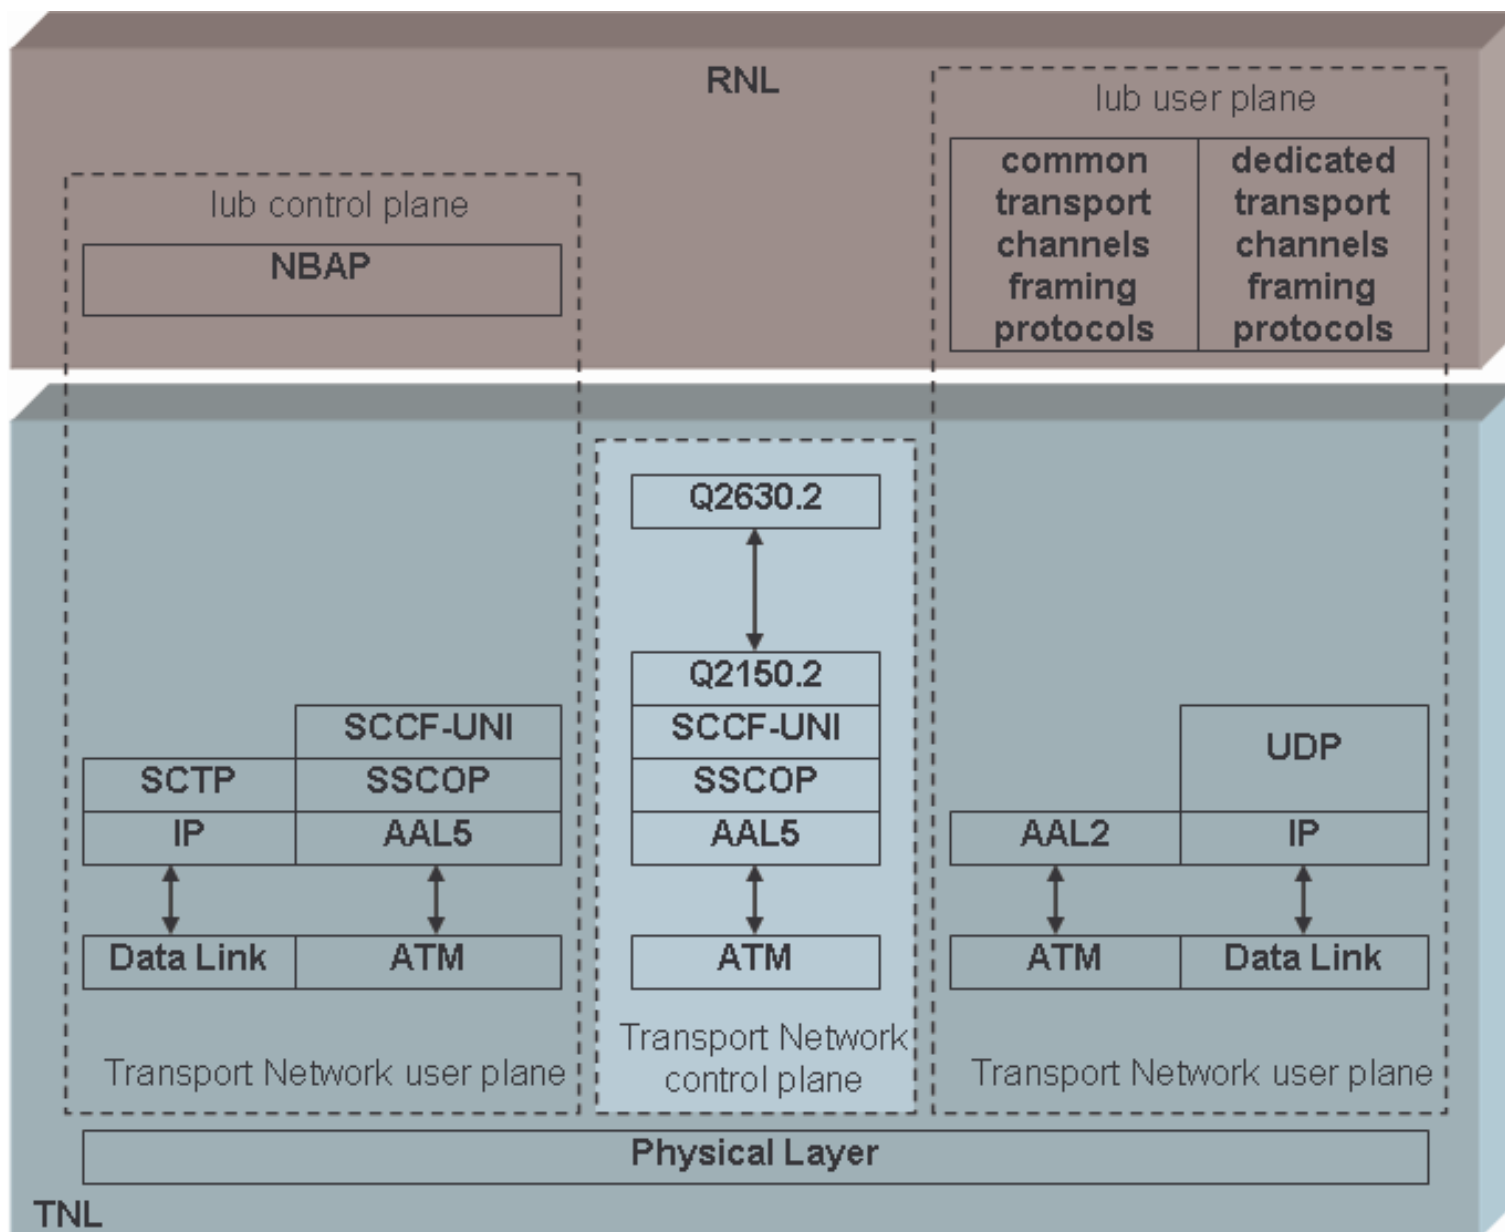 RNL
Iub user plane
common
transport
channels
framing
protocols
dedicated
transport
channels
framing
protocols
Iub control plane
NBAP
Q2630.2
Q2150.2
SCCF-UNI
SSCOP
AAL5
ATM
SCCF-UNI
SCTP
SSCOP
IP
AAL5
Data Link
ATM
UDP
AAL2
IP
ATM
Data Link
Transport Network user plane
Transport Network
control plane
Transport Network user plane
Physical Layer
TNL